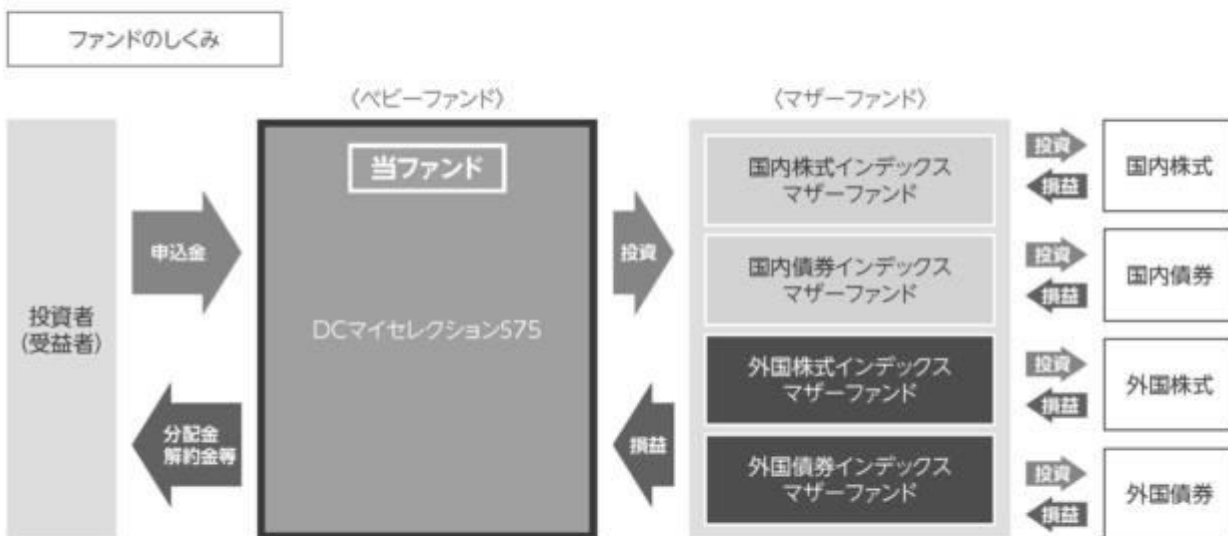 ファンドのしくみ
〈ベビーファンド〉
〈マザーファンド〉
投資者
(受益者)
申込金
分配金
解約金等
当ファンド
DCマイセレクションS75
投資
損益
国内株式インデックス
マザーファンド
国内債券インデックス
マザーファンド
外国株式インデックス
マザーファンド
外国債券インデックス
マザーファンド
投資
損益
国内株式
投資
損益
国内債券
投資
損益
外国株式
投資
損益
外国債券